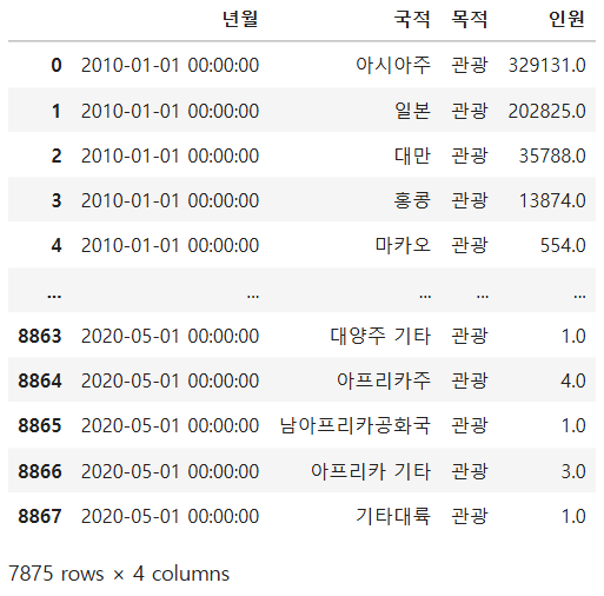 년월 국적 목적 인원
0 2010-01-01 00:00:00 아시아주 관광 329131.0
1 2010-01-01 00:00:00 일본 관광 202825.0
2 2010-01-01 00:00:00 대만 관광 35788.0
3 2010-01-01 00:00:00 홍콩 관광 13874.0
4 2010-01-01 00:00:00 마카오 관광 554.0
... ... ... ... ...
8863 2020-05-01 00:00:00 대양주 기타 관광 1.0
8864 2020-05-01 00:00:00 아프리카주 관광 4.0
8865 2020-05-01 00:00:00 남아프리카공화국 관광 1.0
8866 2020-05-01 00:00:00 아프리카 기타 관광 3.0
8867 2020-05-01 00:00:00 기타대륙 관광 1.0
7875 rows × 4 columns